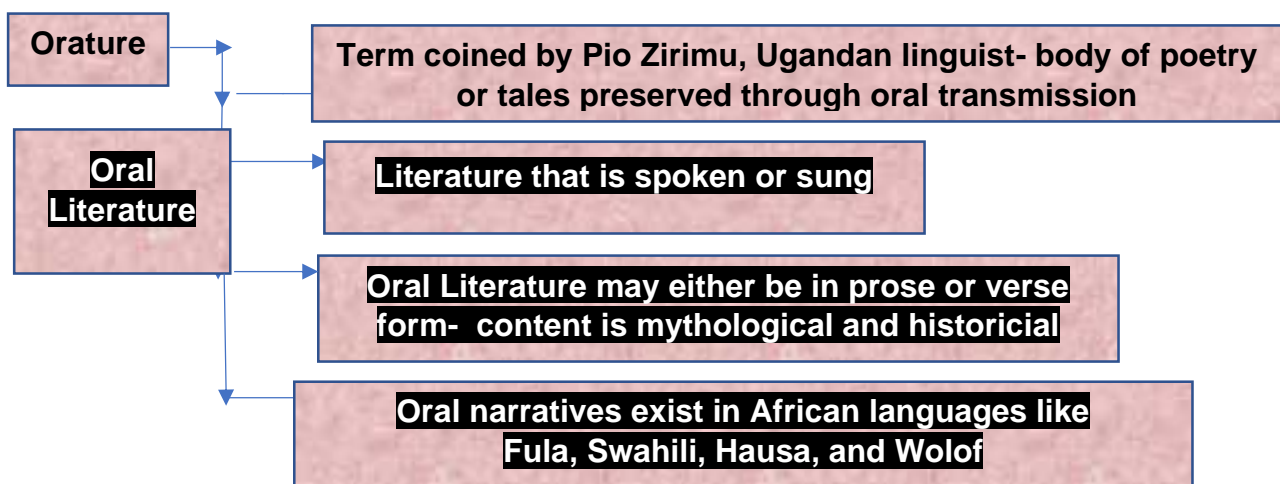 Orature
Term coined by Pio Zirimu, Ugandan linguist- body of poetry
or tales preserved through oral transmission
Oral
Literature
Literature that is spoken or sung
Oral Literature may either be in prose or verse
form- content is mythological and historicial
Oral narratives exist in African languages like
Fula, Swahili, Hausa, and Wolof